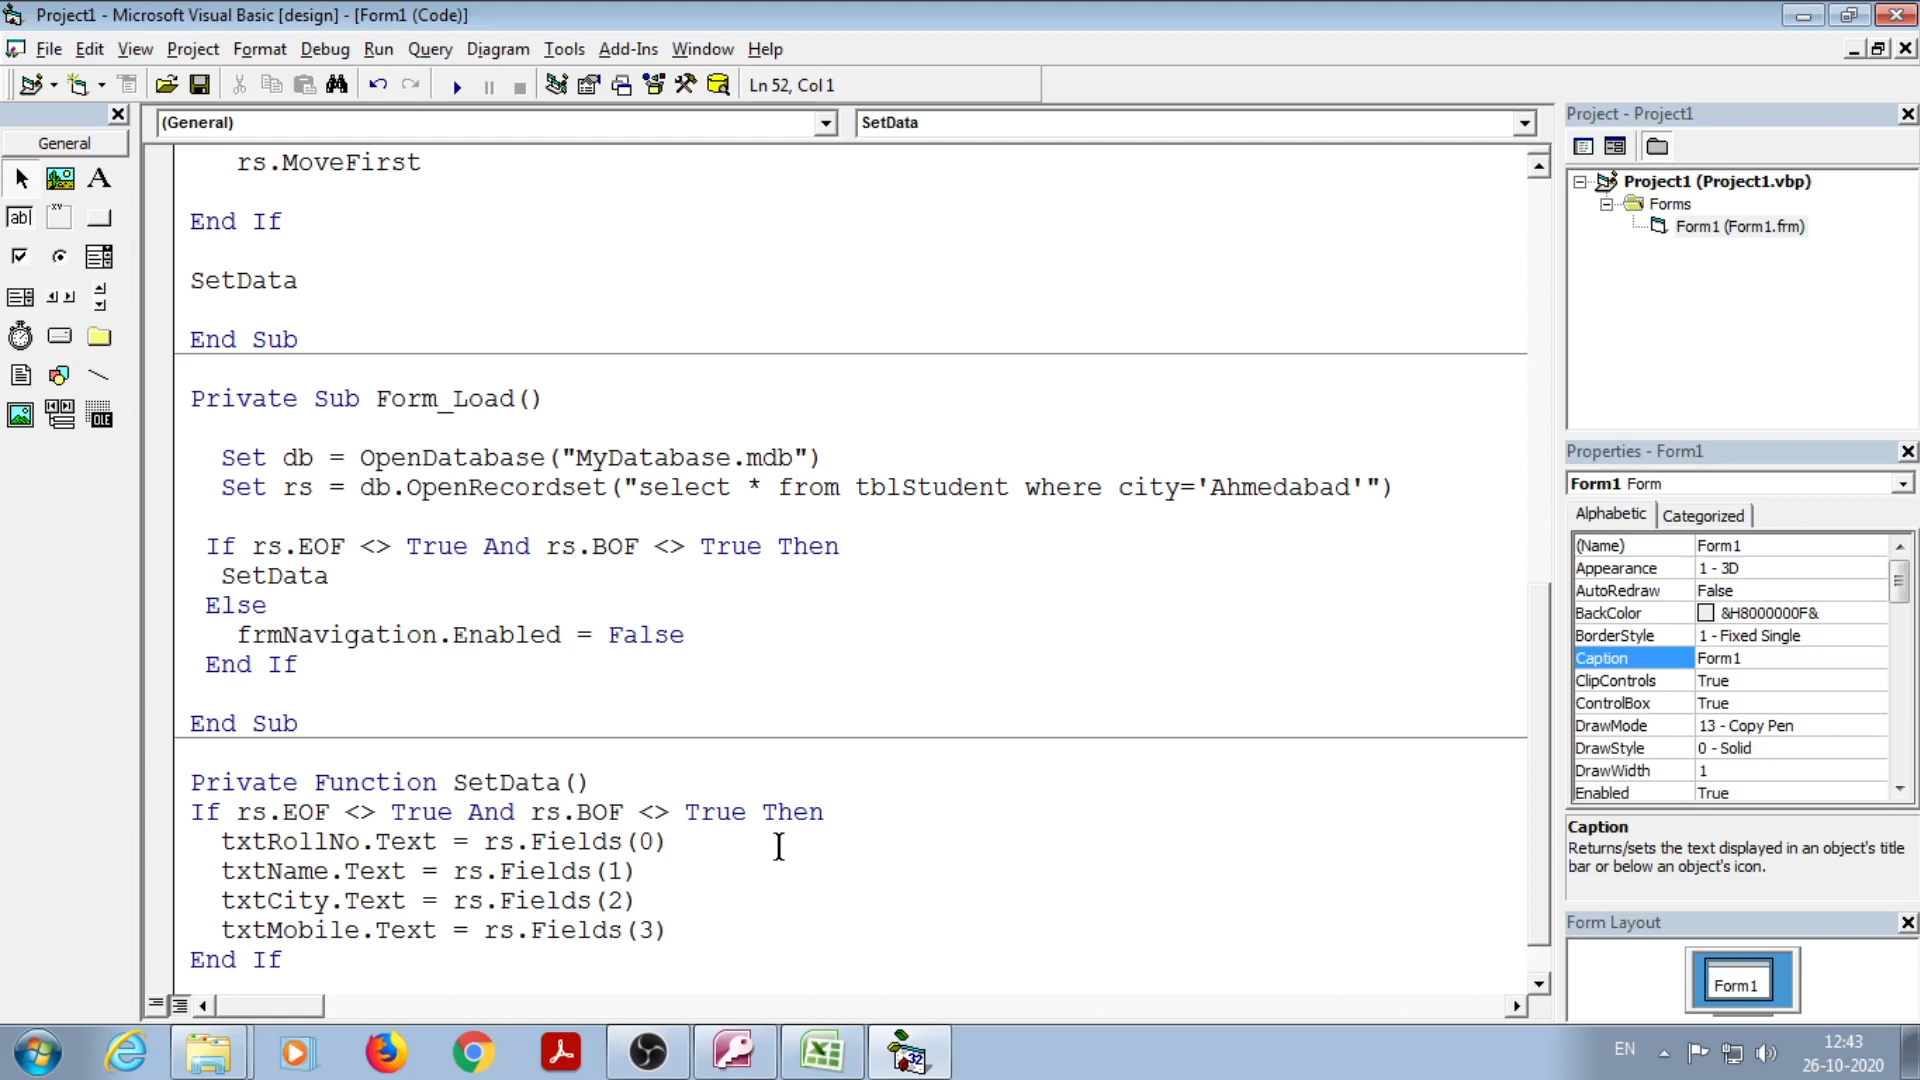 Project1 - Microsoft Visual Basic [design] - [Form1 (Code)]
File Edit View Project Format Debug Run Query Diagram Tools Add-Ins Window Help
Ln 52, Col 1
General
(General)
SetData
rs.MoveFirst
End If
SetData
End Sub
Private Sub Form_Load()
Set db = OpenDatabase("MyDatabase.mdb")
Set rs = db.OpenRecordset("select * from tblStudent where city='Ahmedabad'")
If rs.EOF <> True And rs.BOF <> True Then
SetData
Else
frmNavigation.Enabled = False
End If
End Sub
Private Function SetData()
If rs.EOF <> True And rs.BOF <> True Then
txtRollNo.Text = rs.Fields(0)
txtName.Text = rs.Fields(1)
txtCity.Text = rs.Fields(2)
txtMobile.Text = rs.Fields(3)
End If
Project - Project1
Project1 (Project1.vbp)
Forms
Form1 (Form1.frm)
Properties - Form1
Form1 Form
Alphabetic Categorized
(Name) Form1
Appearance 1 - 3D
AutoRedraw False
BackColor &H8000000F&
BorderStyle 1 - Fixed Single
Caption Form1
ClipControls True
ControlBox True
DrawMode 13 - Copy Pen
DrawStyle 0 - Solid
DrawWidth 1
Enabled True
Caption
Returns/sets the text displayed in an object's title
bar or below an object's icon.
Form Layout
Form1
EN
12:43
26-10-2020